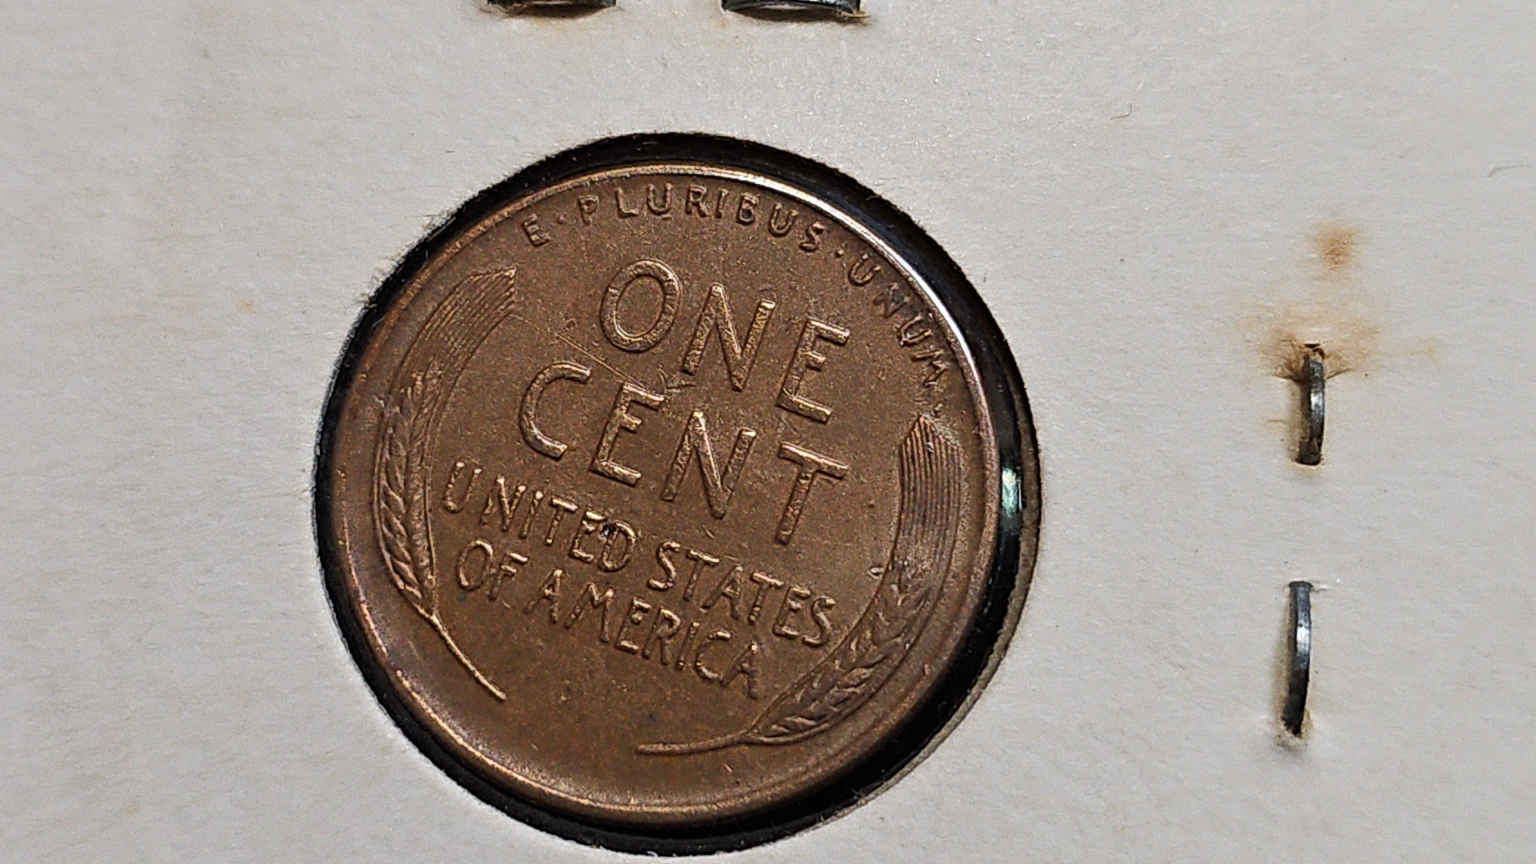 E·PLURIBUS·UNUM
ONE
CENT
UNITED STATES
OF AMERICA